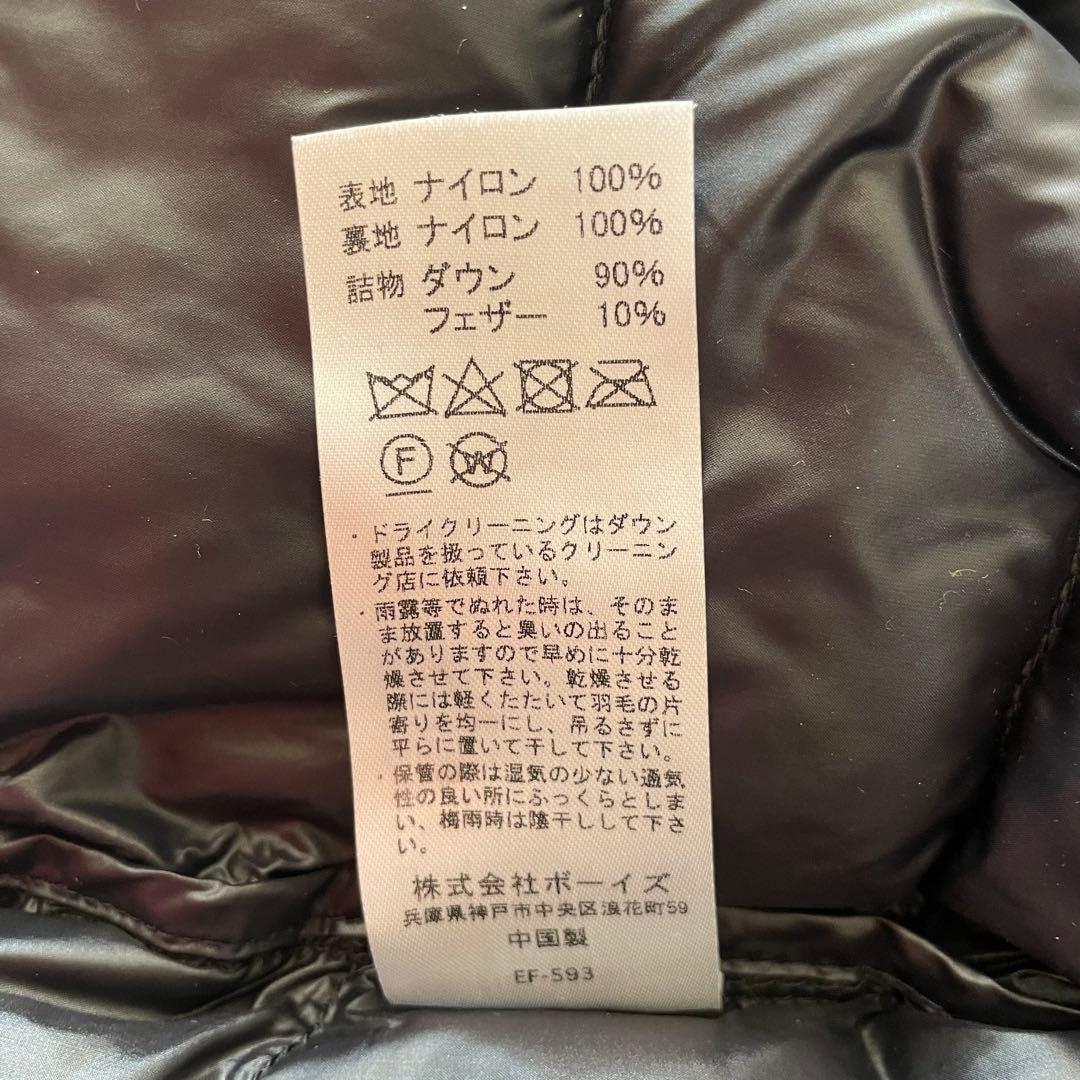 表地 ナイロン 100%
裏地 ナイロン 100%
詰物 ダウン 90%
フェザー 10%
F
W
・ドライクリーニングはダウン
製品を扱っているクリーニン
グ店に依頼下さい。
・雨露等でぬれた時は、そのま
ま放置すると臭いの出ること
がありますので早めに十分乾
燥させて下さい。乾燥させる
際には軽くたたいて羽毛の片
寄りを均一にし、吊るさずに
平らに置いて干して下さい。
・保管の際は湿気の少ない通気
性の良い所にふっくらとしま
い、梅雨時は陰干しして下さ
い。
株式会社ボーイズ
兵庫県神戸市中央区浪花町59
中国製
EF-593